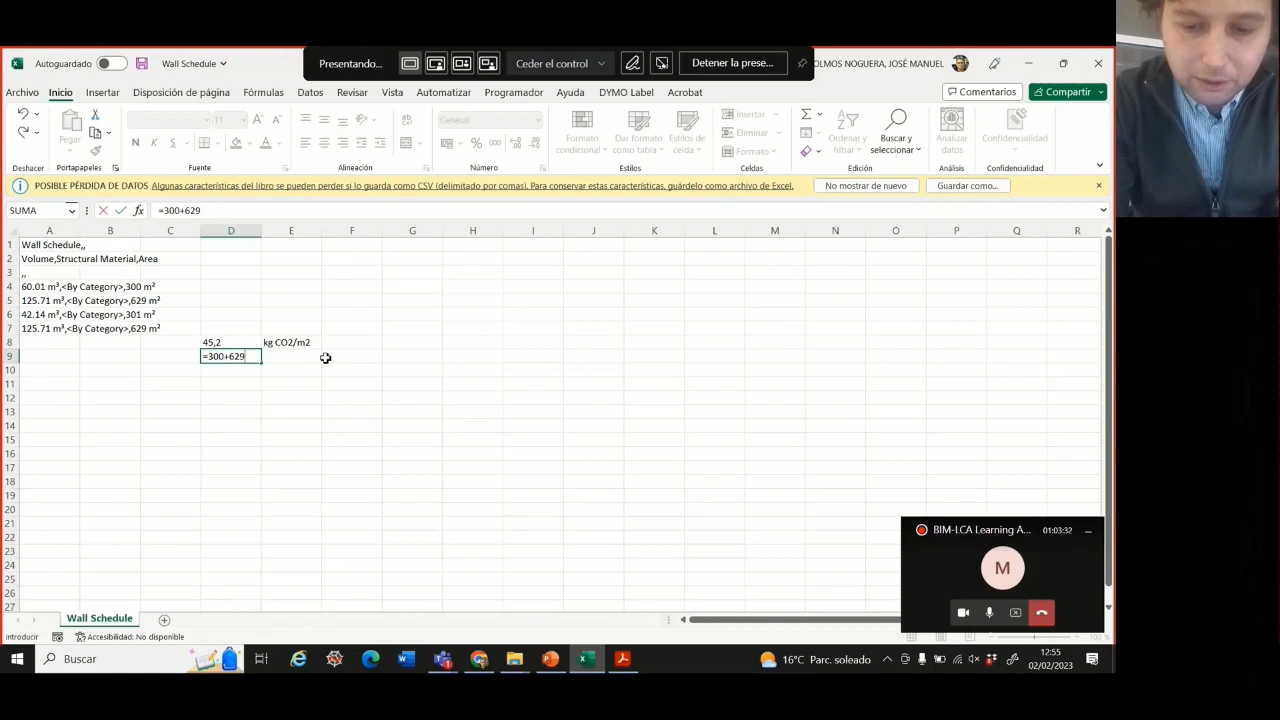 Autoguardado
Wall Schedule
Presentando...
Ceder el control
Detener la prese...
OLMOS NOGUERA, JOSÉ MANUEL
Archivo Inicio Insertar Disposición de página Fórmulas Datos Revisar Vista Automatizar Programador Ayuda DYMO Label Acrobat
Comentarios
Compartir
Pegar
11
N K S
General
Formato condicional
Dar formato como tabla
Estilos de celda
Insertar
Eliminar
Formato
Ordenar y filtrar
Buscar y seleccionar
Analizar datos
Confidencialidad
Deshacer Portapapeles Fuente Alineación Número Estilos Celdas Edición Análisis Confidencialidad
POSIBLE PÉRDIDA DE DATOS Algunas características del libro se pueden perder si lo guarda como CSV (delimitado por comas). Para conservar estas características, guárdelo como archivo de Excel.
No mostrar de nuevo
Guardar como...
SUMA
fx
=300+629
A B C D E F G H I J K L M N O P Q R
1 Wall Schedule,,
2 Volume,Structural Material,Area
3 ,,
4 60.01 m³,<By Category>,300 m²
5 125.71 m³,<By Category>,629 m²
6 42.14 m³,<By Category>,301 m²
7 125.71 m³,<By Category>,629 m²
8 45,2 kg CO2/m2
9 =300+629
10
11
12
13
14
15
16
17
18
19
20
21
22
23
24
25
26
27
BIM-LCA Learning A...
01:03:32
M
Wall Schedule
Introducir
Accesibilidad: No disponible
Buscar
16°C Parc. soleado
12:55
02/02/2023